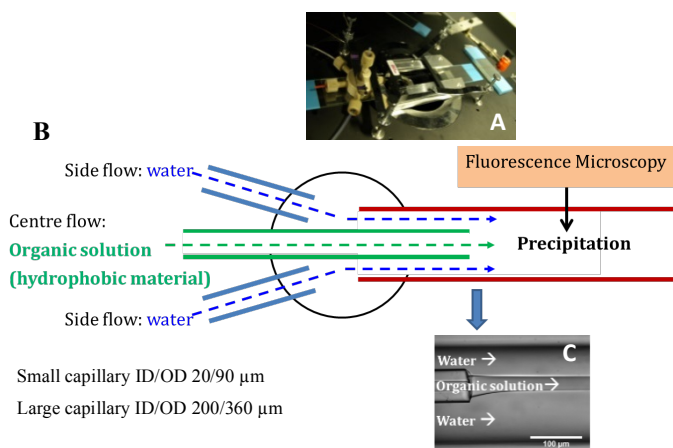 A
B
Side flow: water
Fluorescence Microscopy
Centre flow:
Organic solution
(hydrophobic material)
Precipitation
Side flow: water
C
Water
Organic solution
Water
100 µm
Small capillary ID/OD 20/90 µm
Large capillary ID/OD 200/360 µm